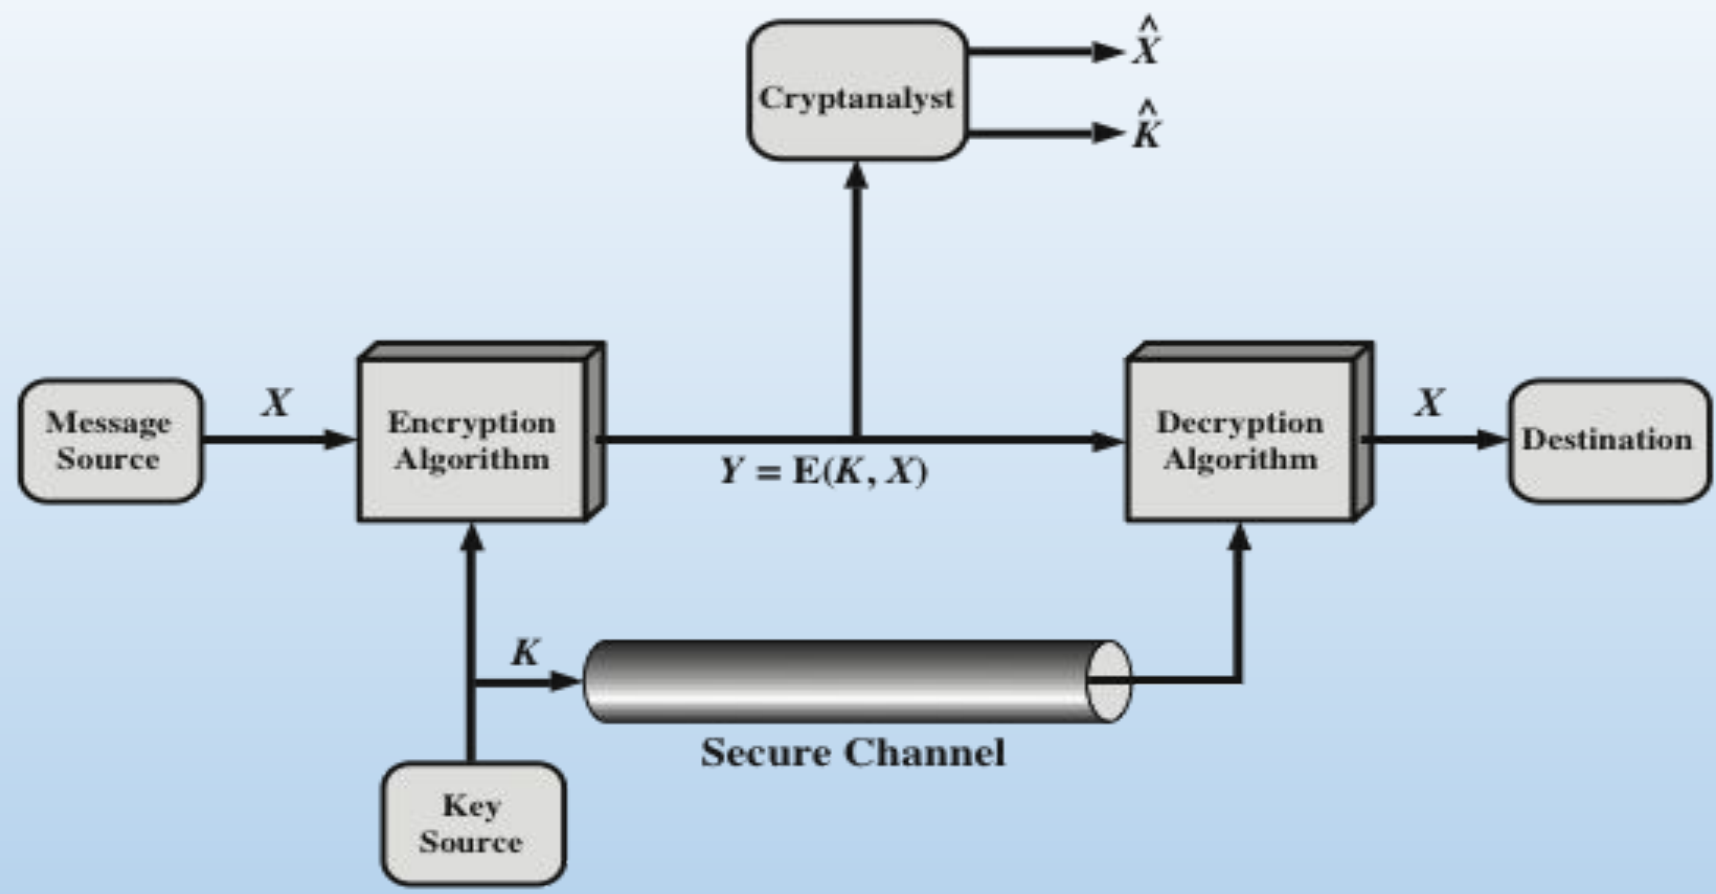 X̂
Cryptanalyst
K̂
Message
Source
X
Encryption
Algorithm
Y = E(K, X)
Decryption
Algorithm
X
Destination
K
Secure Channel
Key
Source